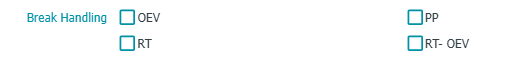 Break Handling OEV PP
RT RT- OEV